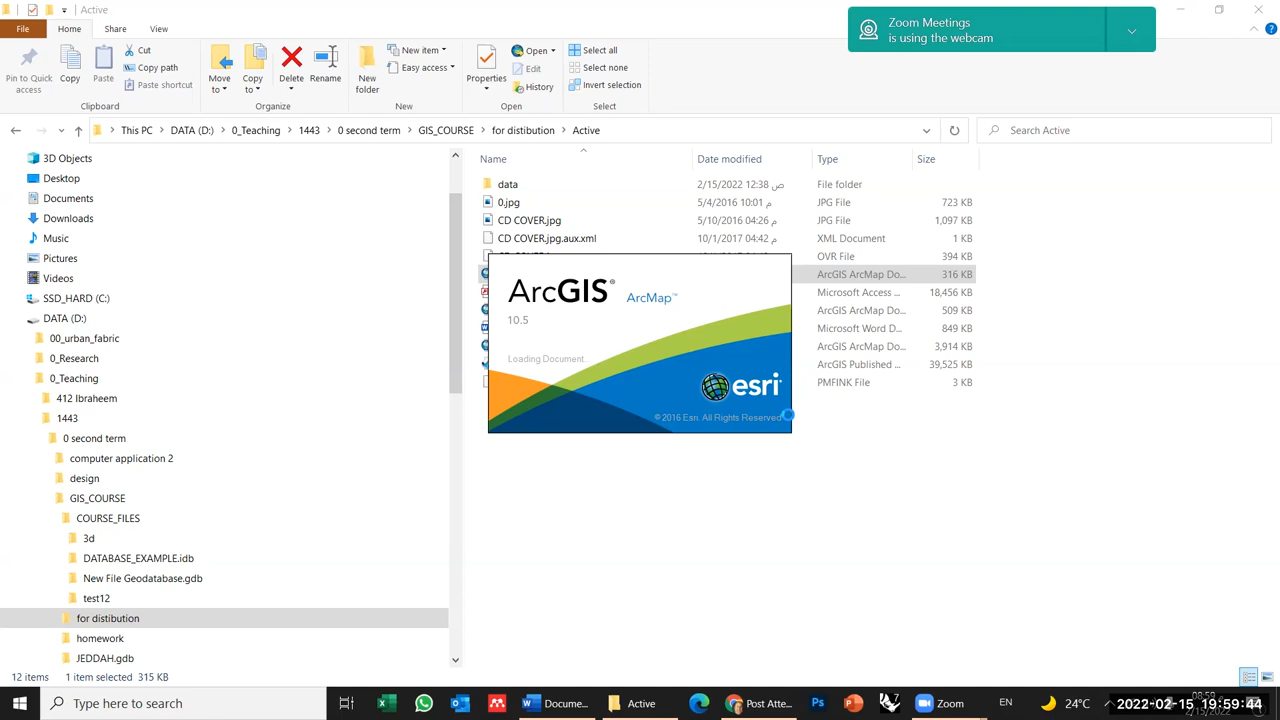 Active
Zoom Meetings
is using the webcam
File
Home
Share
View
Pin to Quick access
Copy
Paste
Cut
Copy path
Paste shortcut
Clipboard
Move to
Copy to
Delete
Rename
Organize
New folder
New item
Easy access
New
Properties
Open
Edit
History
Open
Select all
Select none
Invert selection
Select
This PC > DATA (D:) > 0_Teaching > 1443 > 0 second term > GIS_COURSE > for distibution > Active
Search Active
3D Objects
Desktop
Documents
Downloads
Music
Pictures
Videos
SSD_HARD (C:)
DATA (D:)
00_urban_fabric
0_Research
0_Teaching
412 Ibraheem
1443
0 second term
computer application 2
design
GIS_COURSE
COURSE_FILES
3d
DATABASE_EXAMPLE.idb
New File Geodatabase.gdb
test12
for distibution
homework
JEDDAH.gdb
Name Date modified Type Size
data 2/15/2022 12:38 ص File folder
0.jpg 5/4/2016 10:01 م JPG File 723 KB
CD COVER.jpg 5/10/2016 04:26 م JPG File 1,097 KB
CD COVER.jpg.aux.xml 10/1/2017 04:42 م XML Document 1 KB
OVR File 394 KB
ArcGIS ArcMap Do... 316 KB
Microsoft Access ... 18,456 KB
ArcGIS ArcMap Do... 509 KB
Microsoft Word D... 849 KB
ArcGIS ArcMap Do... 3,914 KB
ArcGIS Published ... 39,525 KB
PMFINK File 3 KB
ArcGIS® ArcMap™
10.5
Loading Document...
esri
© 2016 Esri. All Rights Reserved
12 items 1 item selected 315 KB
Type here to search
Docume...
Active
Post Atte...
Zoom
EN
24°C
2022-02-15 19:59:44